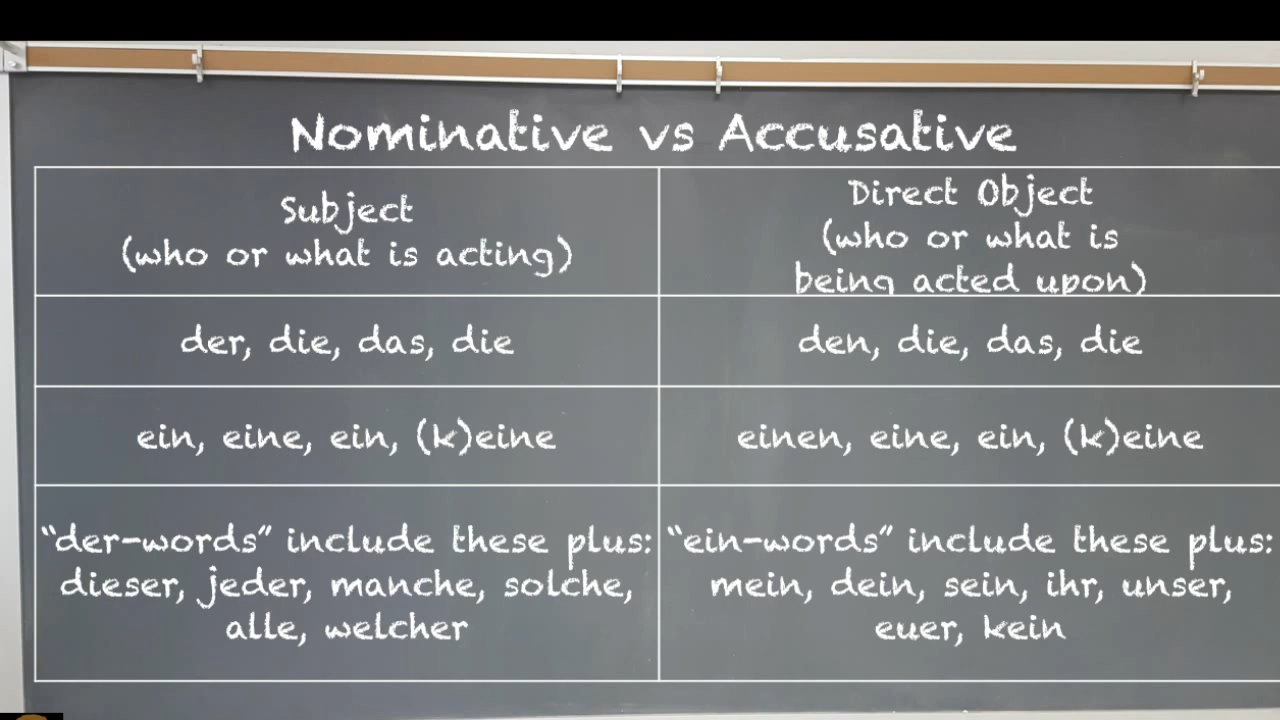 Nominative vs Accusative
Subject
(who or what is acting)
Direct Object
(who or what is
being acted upon)
der, die, das, die
den, die, das, die
ein, eine, ein, (k)eine
einen, eine, ein, (k)eine
“der-words” include these plus:
dieser, jeder, manche, solche,
alle, welcher
“ein-words” include these plus:
mein, dein, sein, ihr, unser,
euer, kein